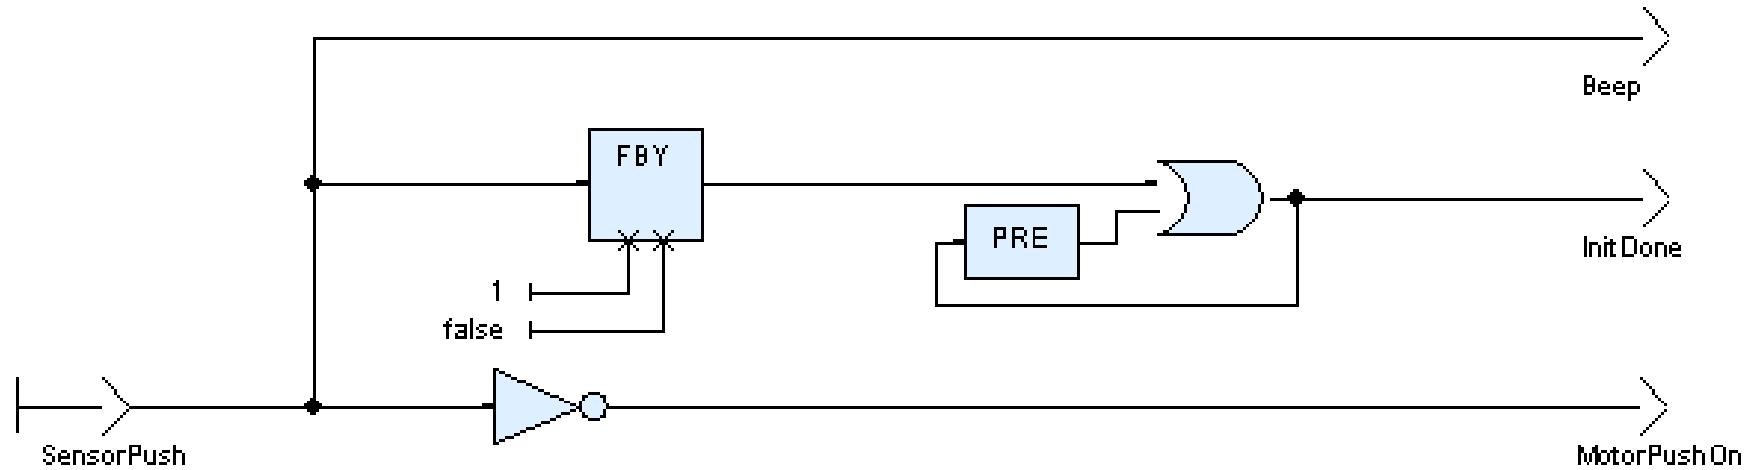 Beep
FBY
PRE
Init Done
1
false
SensorPush
MotorPush On